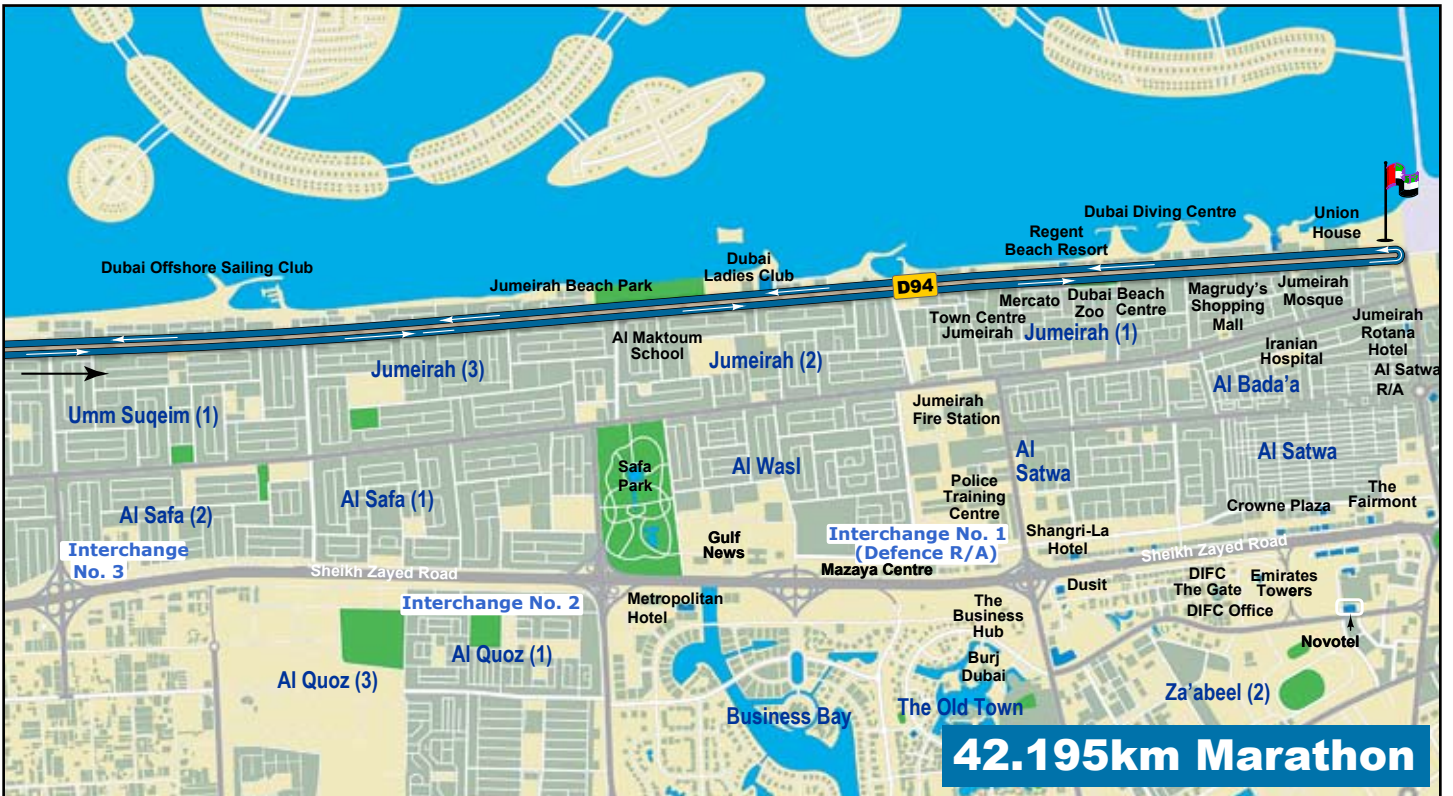 Dubai Diving Centre
Union
House
Regent
Beach Resort
Dubai Offshore Sailing Club
Dubai
Ladies Club
Jumeirah Beach Park
D94
Mercato
Town Centre
Jumeirah
Dubai
Zoo
Beach
Centre
Magrudy's
Shopping
Mall
Jumeirah
Mosque
Jumeirah
Rotana
Hotel
Al Maktoum
School
Jumeirah (1)
Iranian
Hospital
Jumeirah (2)
Jumeirah (3)
Al Satwa
R/A
Al Bada'a
Umm Suqeim (1)
Jumeirah
Fire Station
Safa
Park
Al Wasl
Al
Satwa
Al Satwa
Police
Training
Centre
The
Fairmont
Crowne Plaza
Al Safa (1)
Al Safa (2)
Gulf
News
Interchange No. 1
(Defence R/A)
Shangri-La
Hotel
Interchange
No. 3
Sheikh Zayed Road
Sheikh Zayed Road
Mazaya Centre
Dusit
DIFC
The Gate
Emirates
Towers
DIFC Office
Interchange No. 2
Metropolitan
Hotel
The
Business
Hub
Novotel
Al Quoz (1)
Al Quoz (3)
Burj
Dubai
Za'abeel (2)
Business Bay
The Old Town
42.195km Marathon